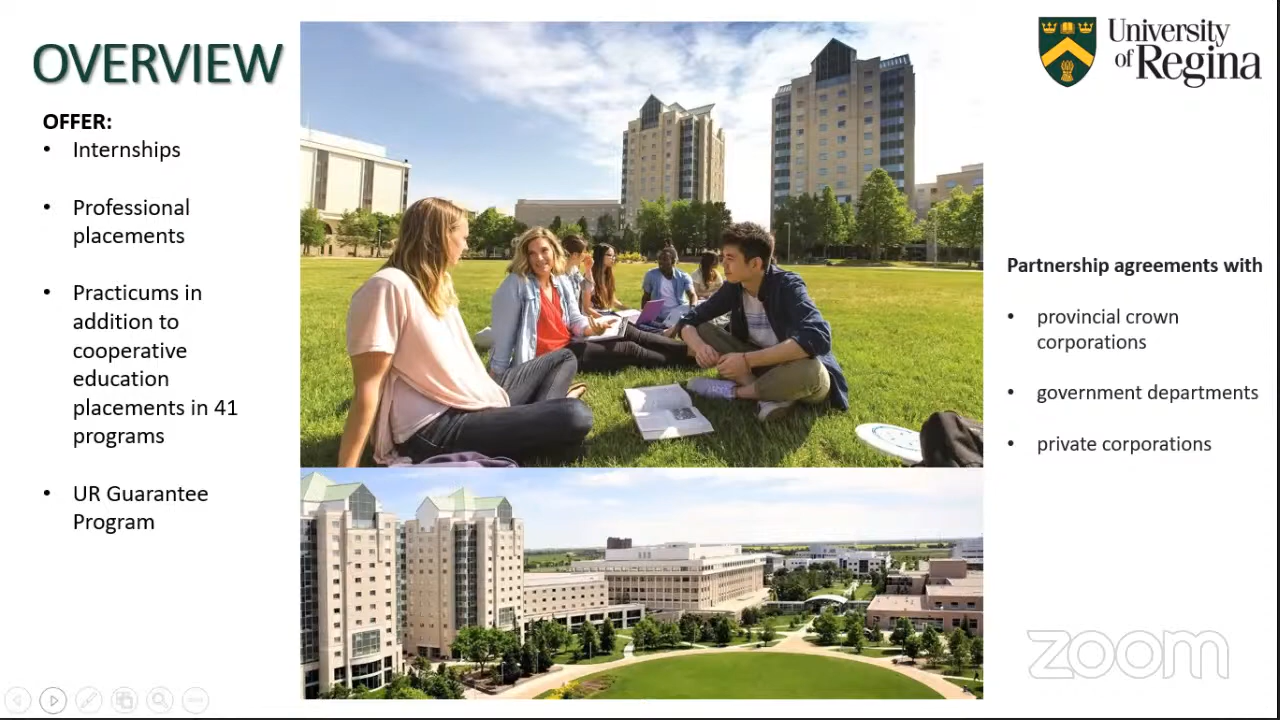 OVERVIEW
OFFER:
• Internships
• Professional
placements
• Practicums in
addition to
cooperative
education
placements in 41
programs
• UR Guarantee
Program
University
of Regina
Partnership agreements with
• provincial crown
corporations
• government departments
• private corporations
zoom